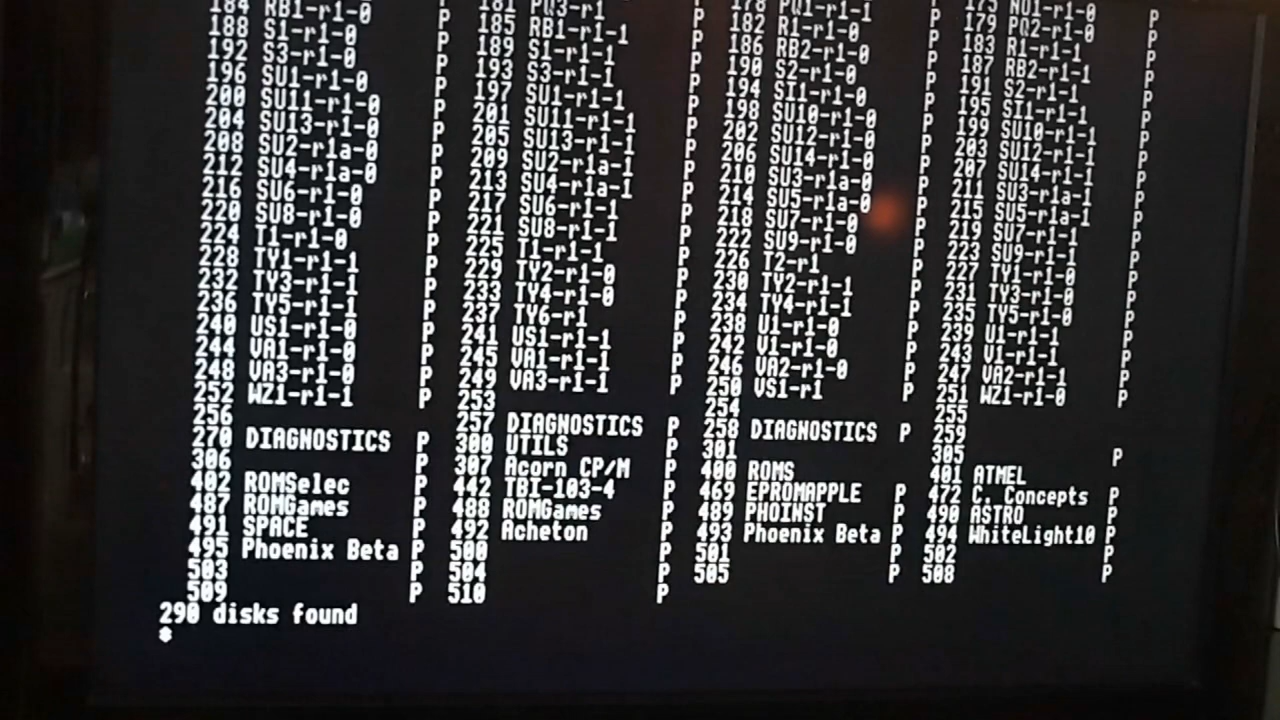 175 NU1-r1-0 P
178 PQ1-r1-1 P 179 PQ2-r1-0 P
181 PQ3-r1 P 182 R1-r1-0 P 183 R1-r1-1 P
184 RB1-r1-0 P 185 RB1-r1-1 P 186 RB2-r1-0 P 187 RB2-r1-1 P
188 S1-r1-0 P 189 S1-r1-1 P 190 S2-r1-0 P 191 S2-r1-1 P
192 S3-r1-0 P 193 S3-r1-1 P 194 SI1-r1-0 P 195 SI1-r1-1 P
196 SU1-r1-0 P 197 SU1-r1-1 P 198 SU10-r1-0 P 199 SU10-r1-1 P
200 SU11-r1-0 P 201 SU11-r1-1 P 202 SU12-r1-0 P 203 SU12-r1-1 P
204 SU13-r1-0 P 205 SU13-r1-1 P 206 SU14-r1-0 P 207 SU14-r1-1 P
208 SU2-r1a-0 P 209 SU2-r1a-1 P 210 SU3-r1a-0 P 211 SU3-r1a-1 P
212 SU4-r1a-0 P 213 SU4-r1a-1 P 214 SU5-r1a-0 P 215 SU5-r1a-1 P
216 SU6-r1-0 P 217 SU6-r1-1 P 218 SU7-r1-0 P 219 SU7-r1-1 P
220 SU8-r1-0 P 221 SU8-r1-1 P 222 SU9-r1-0 P 223 SU9-r1-1 P
224 T1-r1-0 P 225 T1-r1-1 P 226 T2-r1 P 227 TY1-r1-0 P
228 TY1-r1-1 P 229 TY2-r1-0 P 230 TY2-r1-1 P 231 TY3-r1-0 P
232 TY3-r1-1 P 233 TY4-r1-0 P 234 TY4-r1-1 P 235 TY5-r1-0 P
236 TY5-r1-1 P 237 TY6-r1 P 238 U1-r1-0 P 239 U1-r1-1 P
240 US1-r1-0 P 241 US1-r1-1 P 242 V1-r1-0 P 243 V1-r1-1 P
244 VA1-r1-0 P 245 VA1-r1-1 P 246 VA2-r1-0 P 247 VA2-r1-1 P
248 VA3-r1-0 P 249 VA3-r1-1 P 250 VS1-r1 P 251 WZ1-r1-0 P
252 WZ1-r1-1 P 253 254 255
256 257 DIAGNOSTICS P 258 DIAGNOSTICS P 259
270 DIAGNOSTICS P 300 UTILS P 301 305 P
306 P 307 Acorn CP/M P 400 ROMS 401 ATMEL
402 ROMSelec P 442 TBI-103-4 P 469 EPROMAPPLE P 472 C. Concepts P
487 ROMGames P 488 ROMGames P 489 PHOINST P 490 ASTRO P
491 SPACE P 492 Acheton P 493 Phoenix Beta P 494 WhiteLight10 P
495 Phoenix Beta P 500 P 501 P 502 P
503 P 504 P 505 P 508 P
509 P 510 P
290 disks found
*